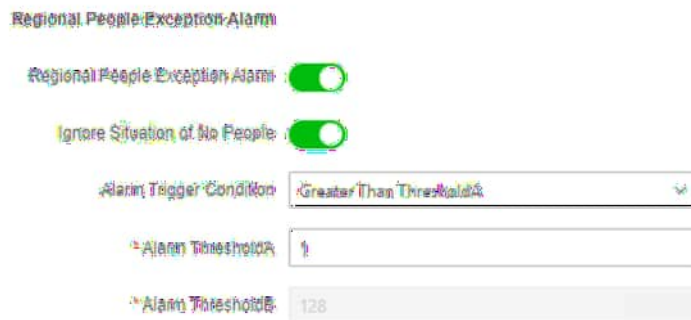 Regional People Exception Alarm
Regional People Exception Alarm
Ignore Situation of No People
Alarm Trigger Condition Greater Than ThresholdA
* Alarm ThresholdA 1
* Alarm ThresholdB 128